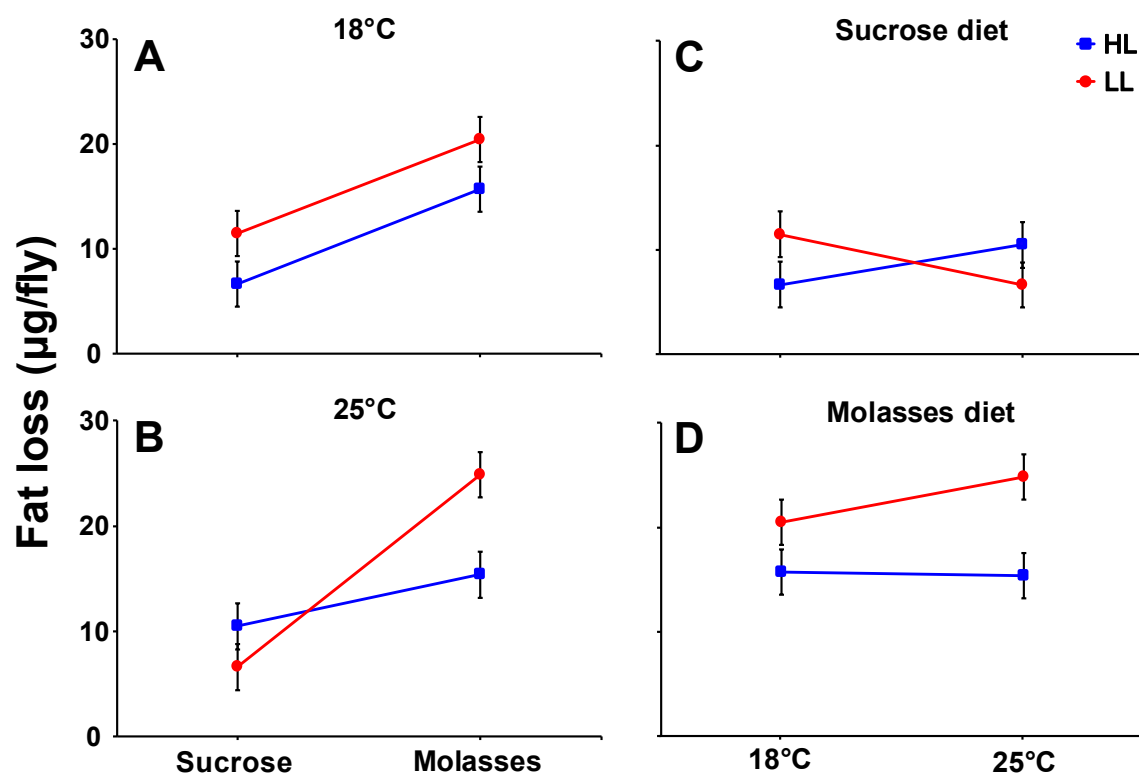 Fat loss (µg/fly)
A
18°C
30
20
10
0
C
Sucrose diet
HL
LL
B
25°C
30
20
10
0
Sucrose
Molasses
D
Molasses diet
18°C
25°C